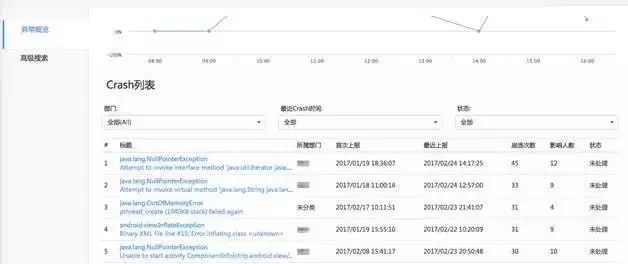 异常概览
高级搜索
0%
-100%
08:00 09:00 10:00 11:00 12:00 13:00 14:00 15:00 16:00
Crash列表
部门: 最近Crash时间: 状态:
全部(All) 全部 全部
# 标题 所属部门 首次上报 最近上报 崩溃次数 影响人数 状态
1 java.lang.NullPointerException 2017/01/19 18:36:07 2017/02/24 14:17:25 45 12 未处理
Attempt to invoke interface method 'java.util.Iterator java....
2 java.lang.NullPointerException 2017/01/18 11:00:16 2017/02/24 12:57:00 33 9 未处理
Attempt to invoke virtual method 'java.lang.String java.lan...
3 java.lang.OutOfMemoryError 未分类 2017/02/17 10:11:51 2017/02/23 21:41:07 31 4 未处理
pthread_create (1040KB stack) failed again
4 android.view.InflateException 2017/01/19 15:55:10 2017/02/22 10:20:09 31 9 未处理
Binary XML file line #15: Error inflating class <unknown>
5 java.lang.NullPointerException 2017/02/08 15:41:17 2017/02/23 20:50:48 30 10 未处理
Unable to start activity ComponentInfo{ctrip.android.view/